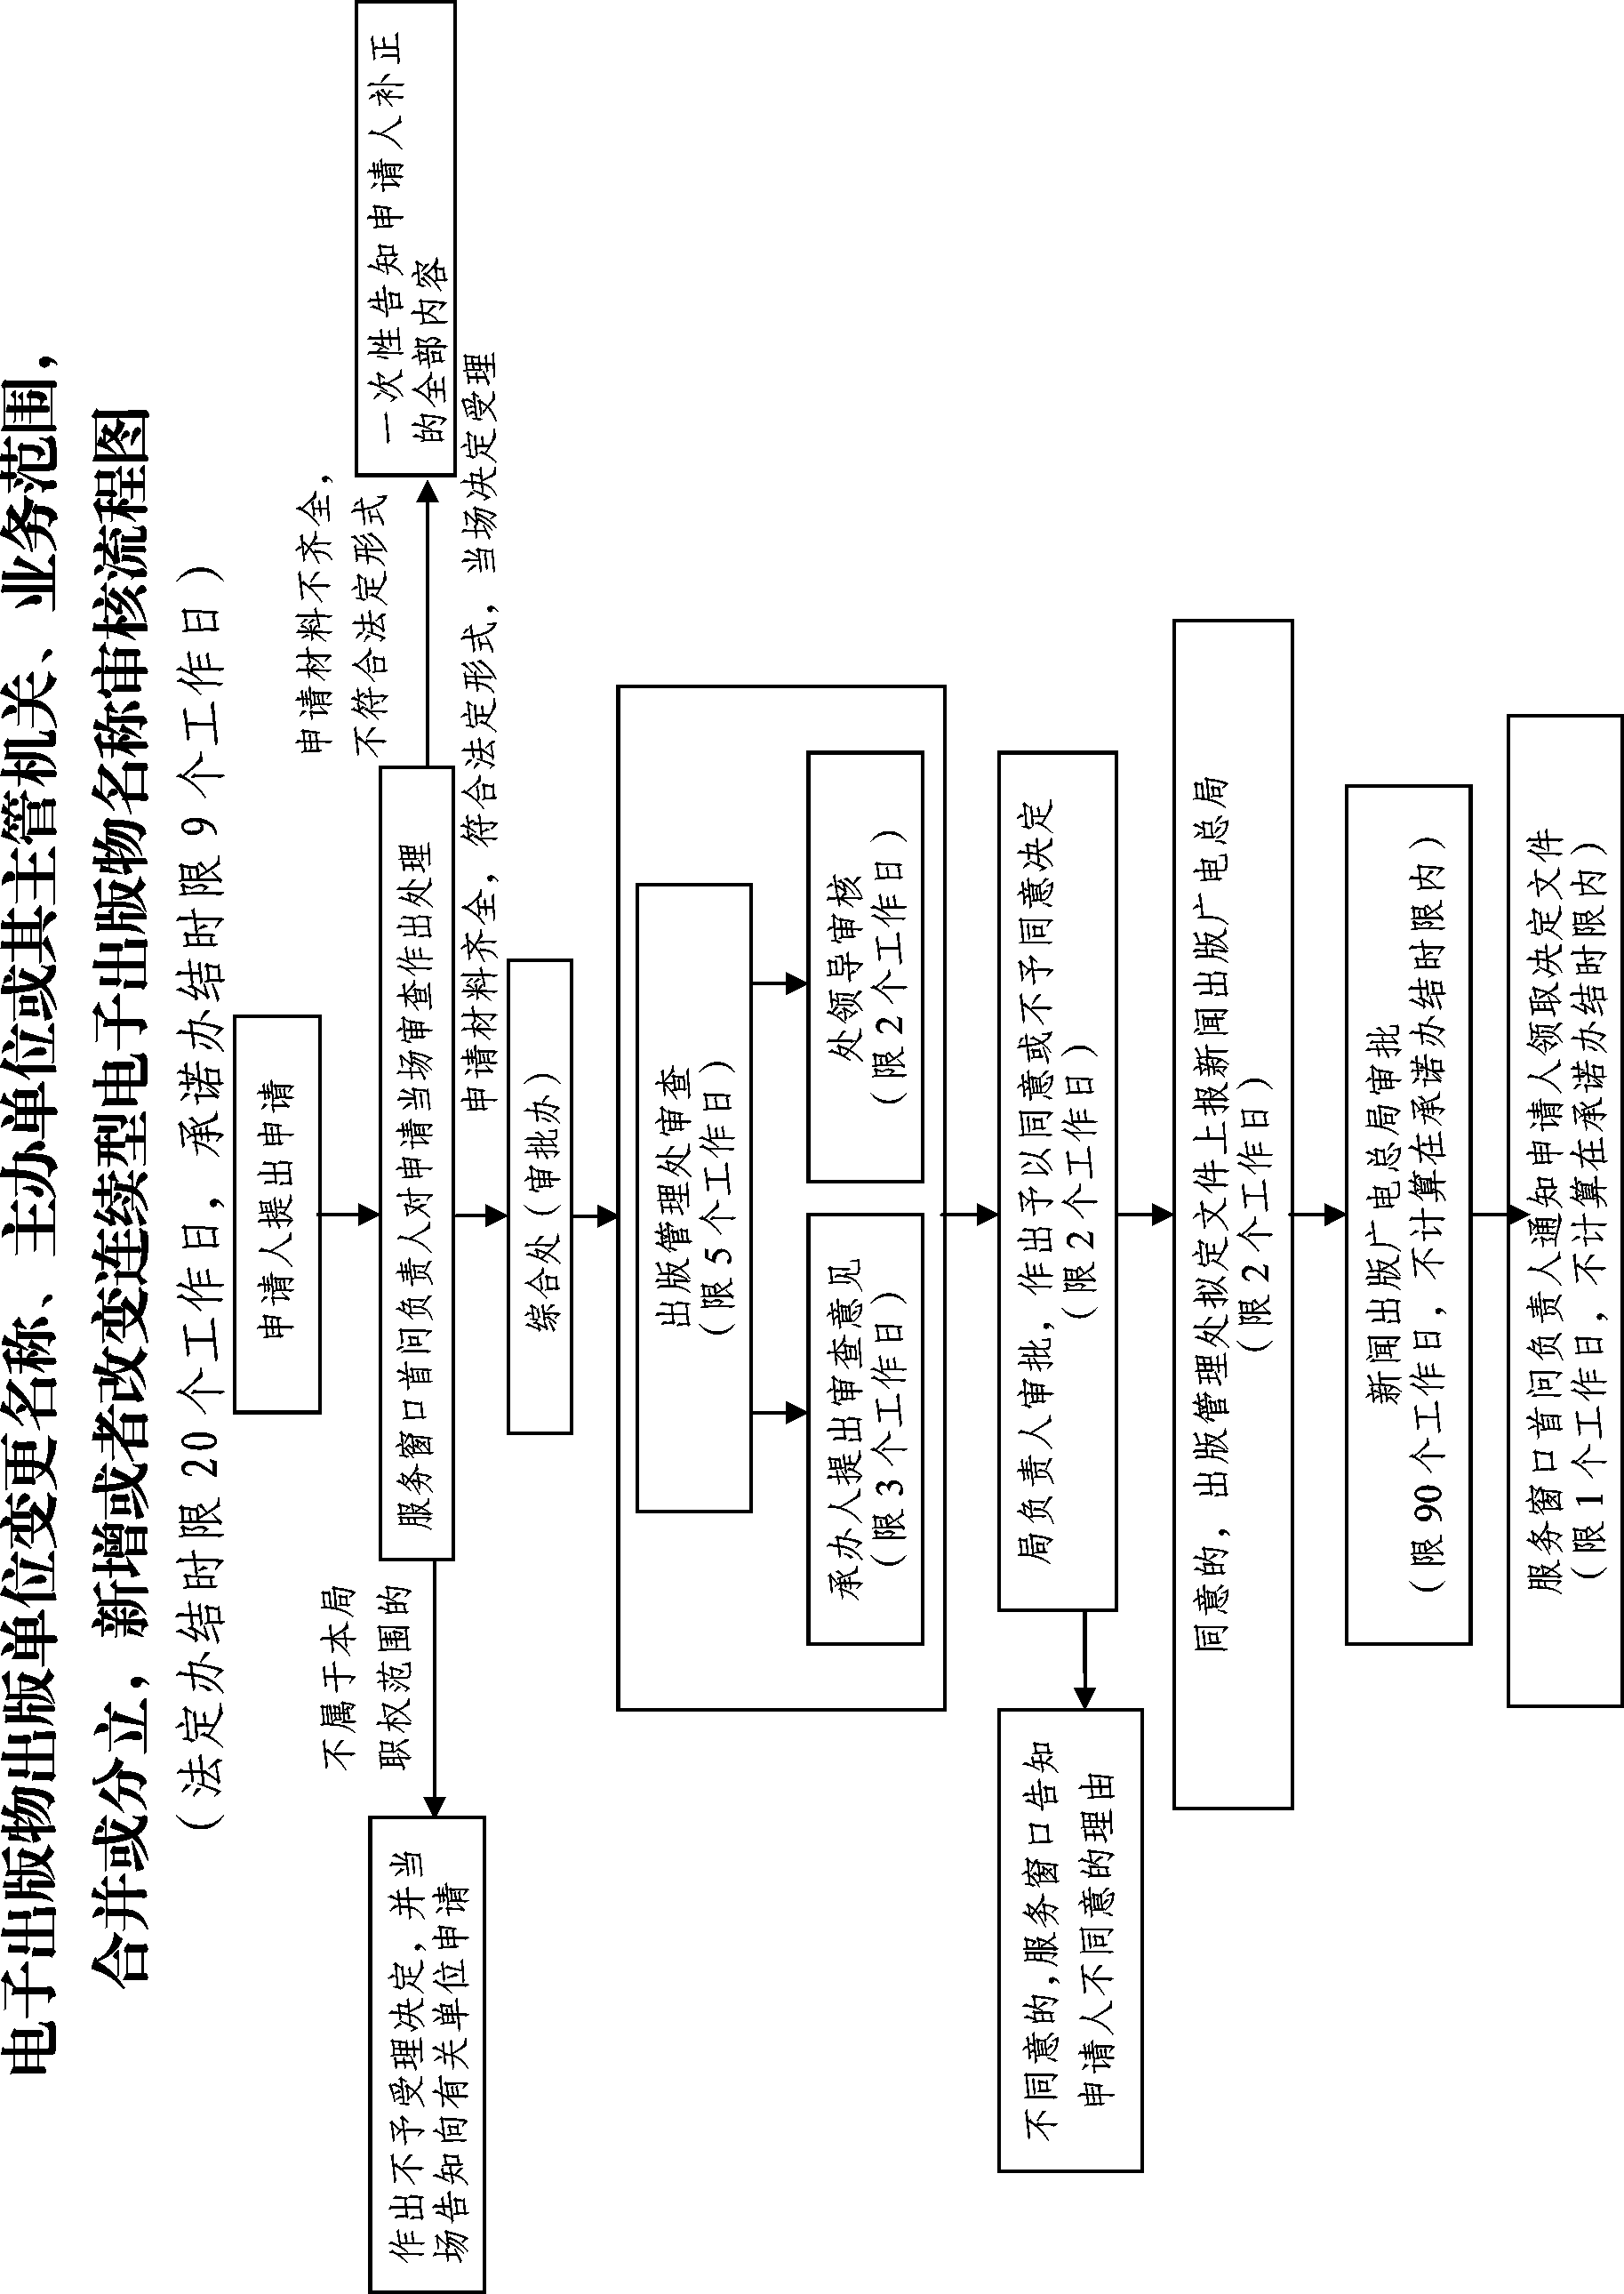 电子出版物出版单位变更名称、主办单位或其主管机关、业务范围，
合并或分立，新增或者改变连续型电子出版物名称审核流程图
（法定办结时限 20 个工作日，承诺办结时限 9 个工作日）
申请人提出申请
不属于本局
职权范围的
申请材料不齐全，
不符合法定形式
作出不予受理决定，并当
场告知向有关单位申请
服务窗口首问负责人对申请当场审查作出处理
一次性告知申请人补正
的全部内容
申请材料齐全，符合法定形式，当场决定受理
综合处（审批办）
出版管理处审查
（限 5 个工作日）
承办人提出审查意见
（限 3 个工作日）
处领导审核
（限 2 个工作日）
局负责人审批，作出予以同意或不予同意决定
（限 2 个工作日）
不同意的,服务窗口告知
申请人不同意的理由
同意的，出版管理处拟定文件上报新闻出版广电总局
（限 2 个工作日）
新闻出版广电总局审批
（限 90 个工作日，不计算在承诺办结时限内）
服务窗口首问负责人通知申请人领取决定文件
（限 1 个工作日，不计算在承诺办结时限内）